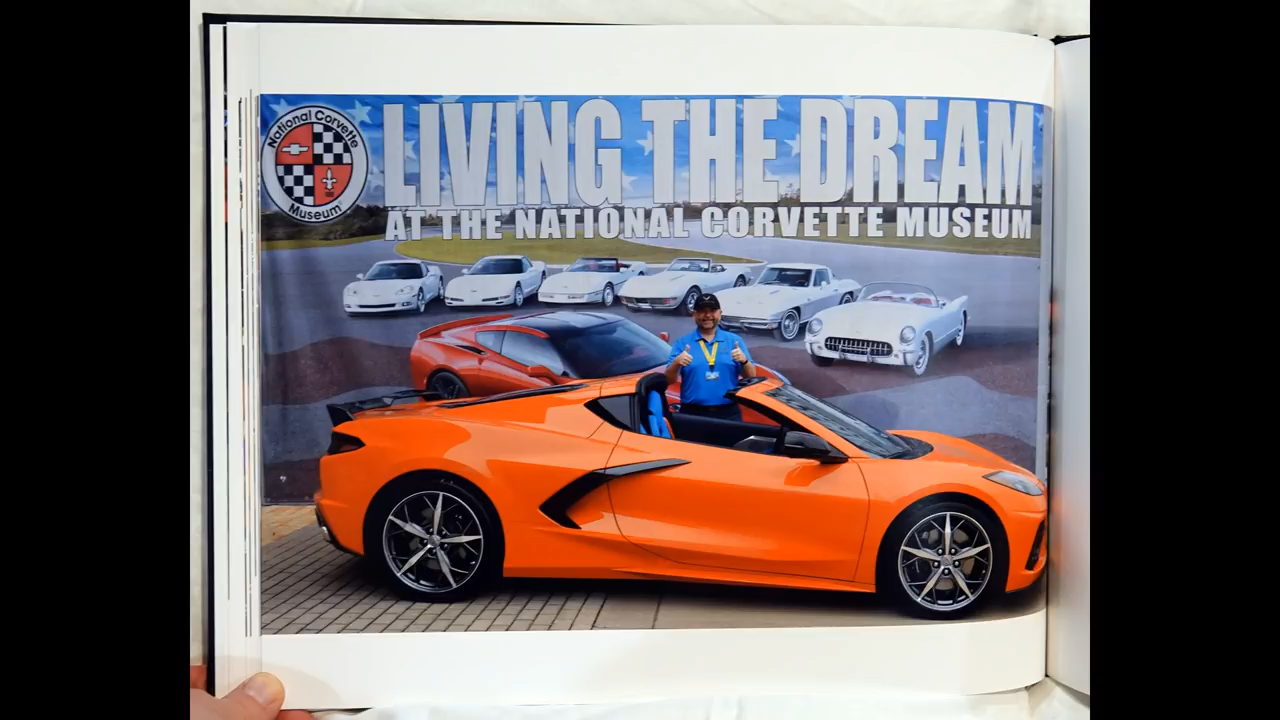 National Corvette
Museum
LIVING THE DREAM
AT THE NATIONAL CORVETTE MUSEUM